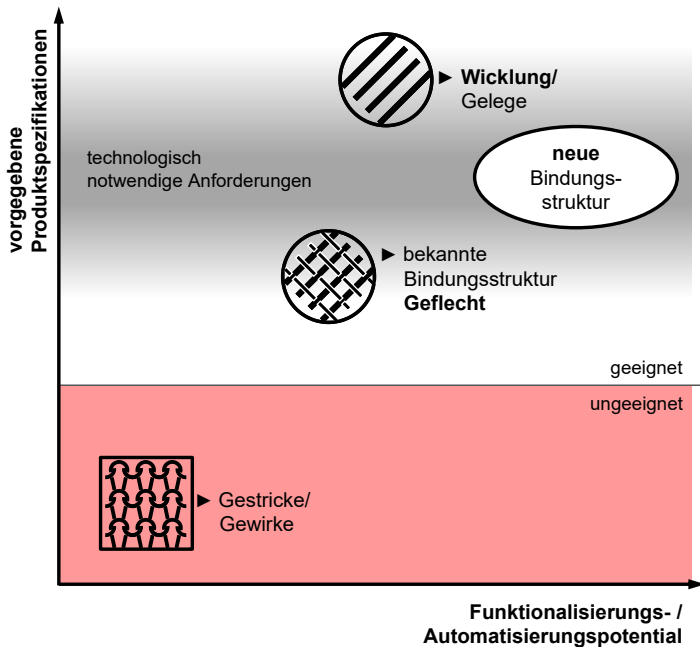 vorgegebene
Produktspezifikationen
► Wicklung/
Gelege
technologisch
notwendige Anforderungen
neue
Bindungs-
struktur
► bekannte
Bindungsstruktur
Geflecht
geeignet
ungeeignet
► Gestricke/
Gewirke
Funktionalisierungs- /
Automatisierungspotential